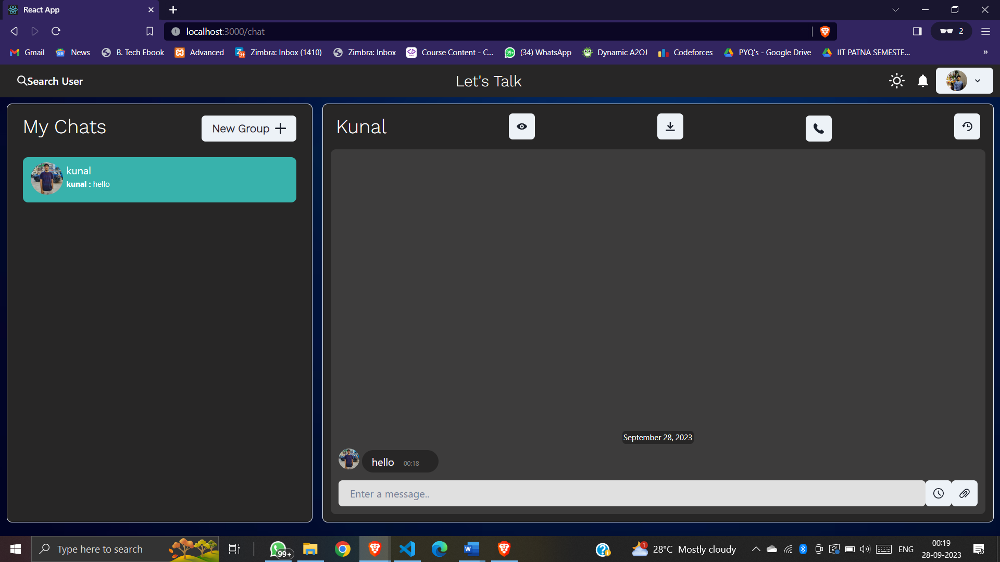 React App
localhost:3000/chat
2
Gmail
News
B. Tech Ebook
Advanced
Zimbra: Inbox (1410)
Zimbra: Inbox
Course Content - C...
99+
(34) WhatsApp
Dynamic A2OJ
Codeforces
PYQ's - Google Drive
IIT PATNA SEMESTE...
»
Search User
Let's Talk
My Chats
New Group
kunal
kunal : hello
Kunal
September 28, 2023
hello 00:18
Enter a message..
Type here to search
99+
1
28°C Mostly cloudy
ENG
00:19
28-09-2023